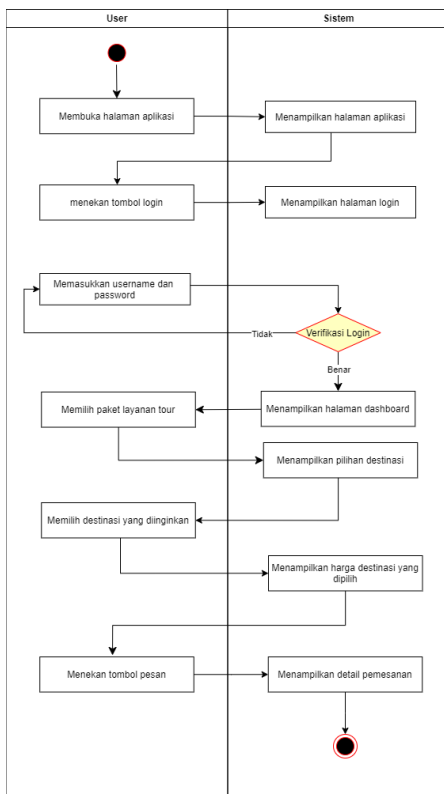 User
Sistem
Membuka halaman aplikasi
Menampilkan halaman aplikasi
menekan tombol login
Menampilkan halaman login
Memasukkan username dan
password
Verifikasi Login
Tidak
Benar
Memilih paket layanan tour
Menampilkan halaman dashboard
Menampilkan pilihan destinasi
Memilih destinasi yang diinginkan
Menampilkan harga destinasi yang
dipilih
Menekan tombol pesan
Menampilkan detail pemesanan